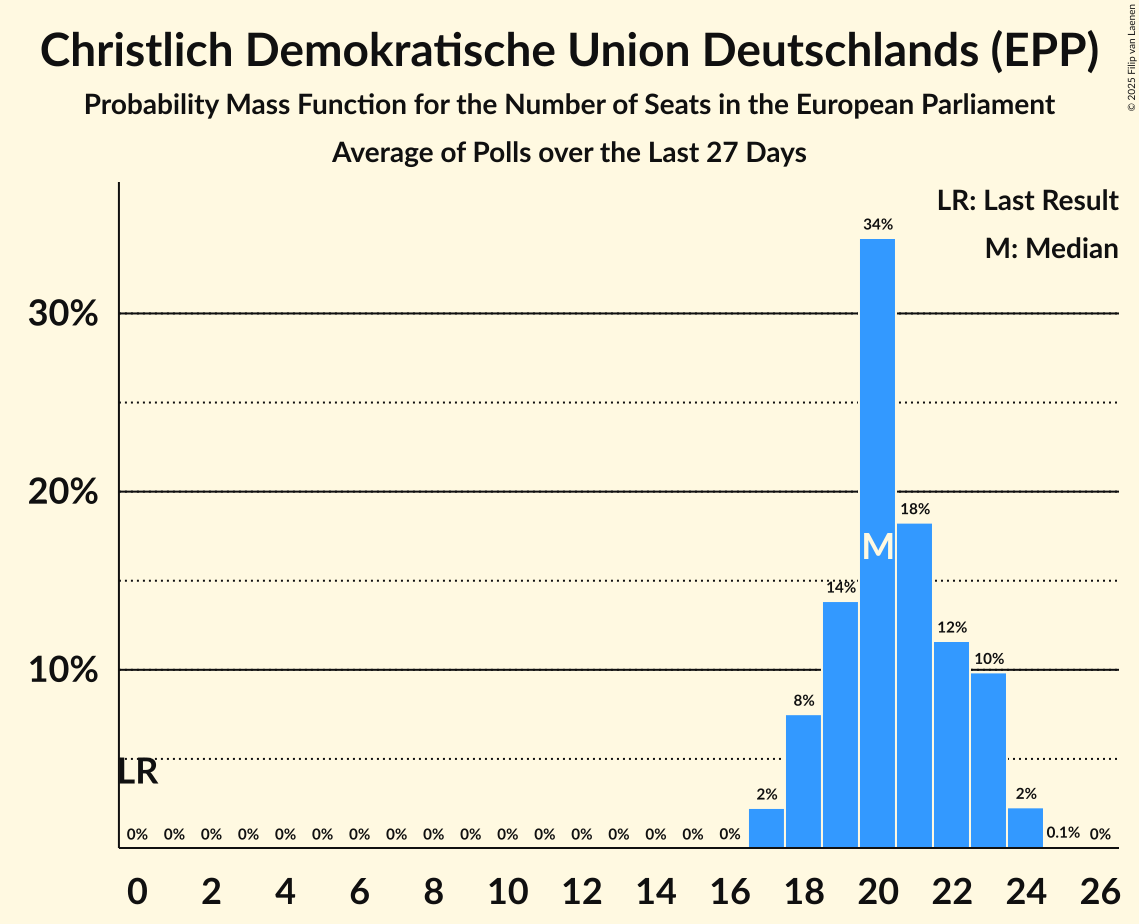 Christlich Demokratische Union Deutschlands (EPP)
Probability Mass Function for the Number of Seats in the European Parliament
Average of Polls over the Last 27 Days
© 2025 Filip van Laenen
LR: Last Result
M: Median
34%
30%
20%
18%
M
14%
12%
10%
10%
8%
LR
2%
2%
0% 0% 0% 0% 0% 0% 0% 0% 0% 0% 0% 0% 0% 0% 0% 0% 0% 0.1% 0%
0 2 4 6 8 10 12 14 16 18 20 22 24 26